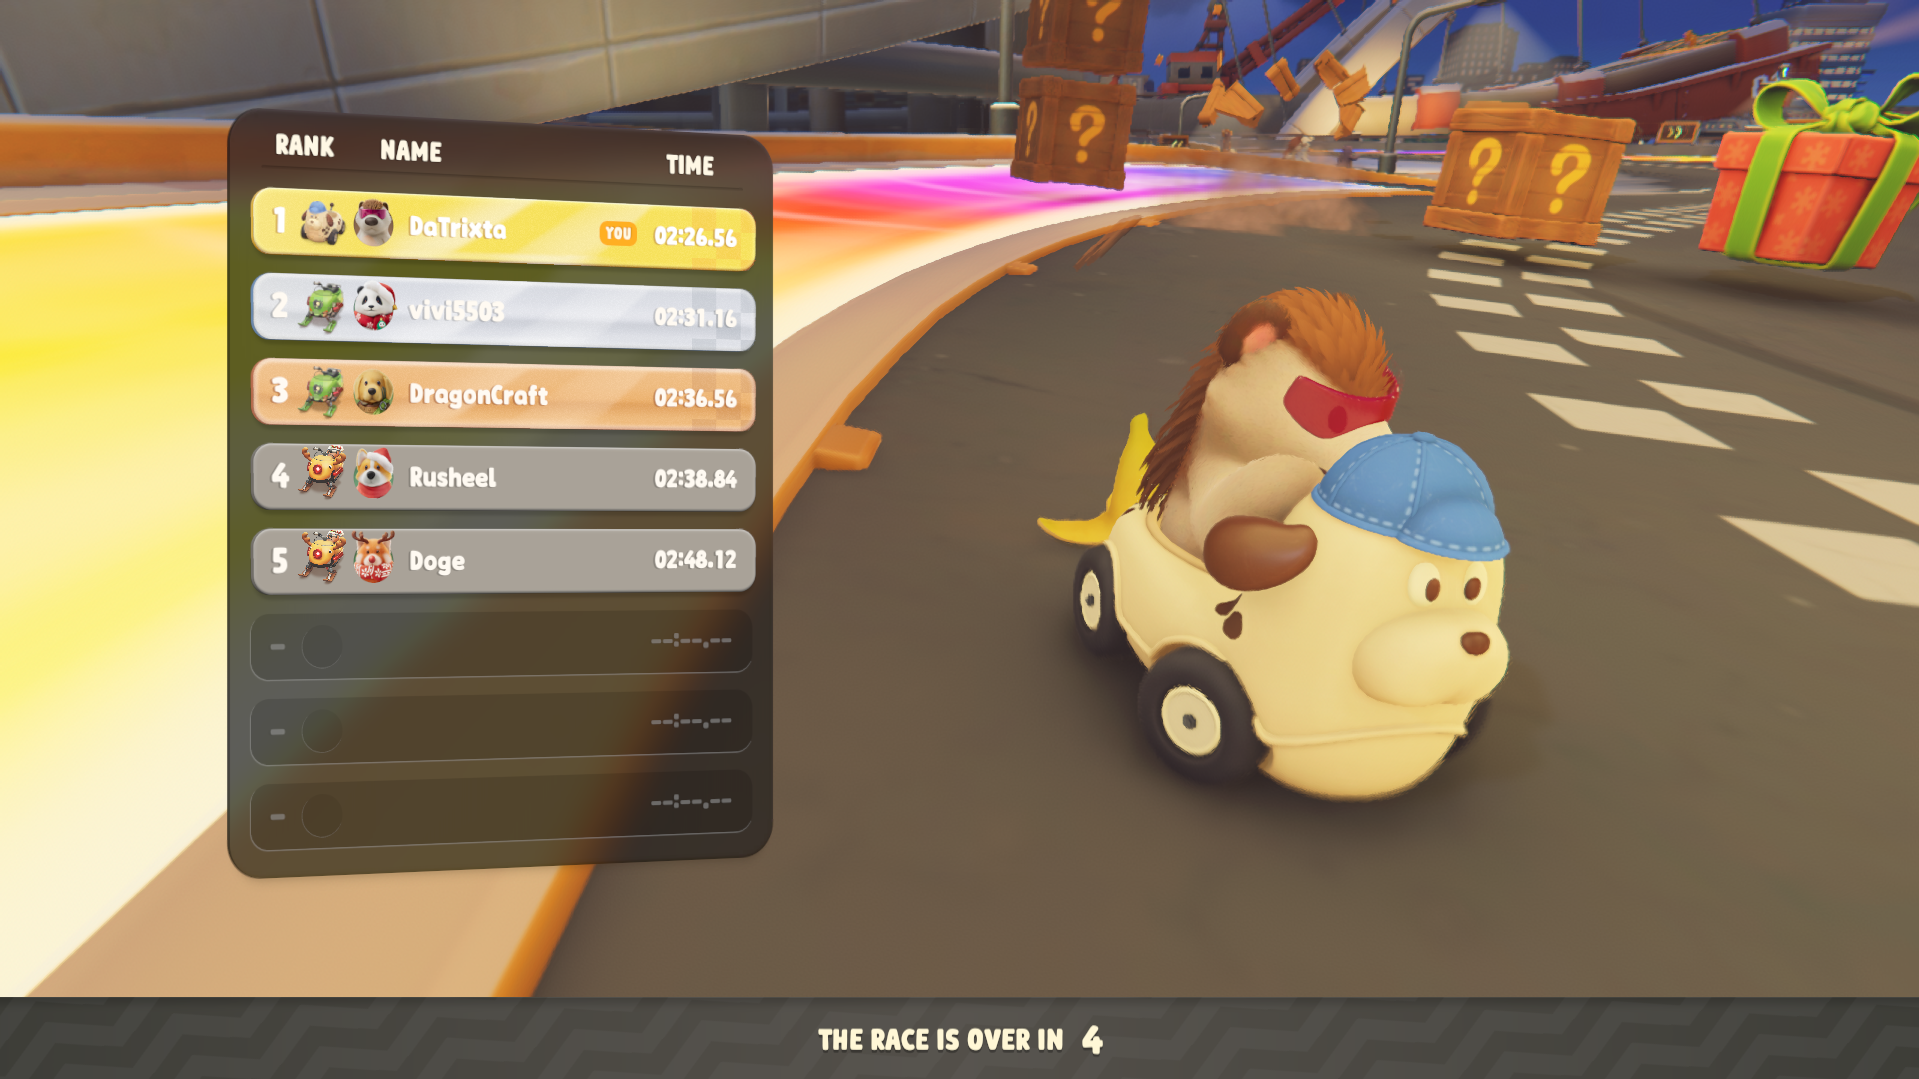 RANK NAME TIME
1 DaTrixta YOU 02:26.56
2 vivi5503 02:31.16
3 DragonCraft 02:36.56
4 Rusheel 02:38.84
5 Doge 02:48.12
- --:--.--
- --:--.--
- --:--.--
? ?
? ?
? ?
THE RACE IS OVER IN 4